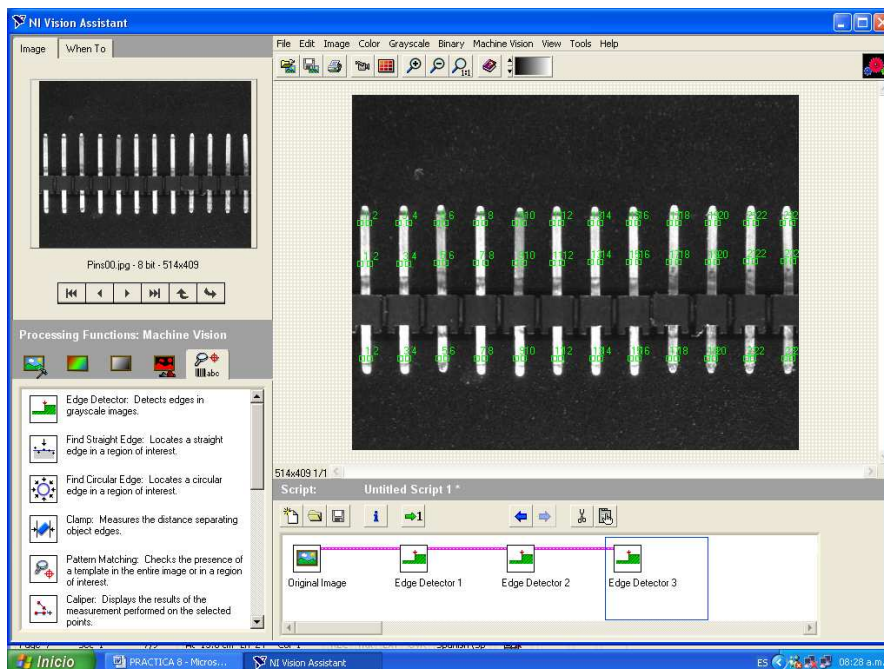 NI Vision Assistant
Image When To
File Edit Image Color Grayscale Binary Machine Vision View Tools Help
1:1
Pins00.jpg - 8 bit - 514x409
Processing Functions: Machine Vision
abc
Edge Detector: Detects edges in
grayscale images.
Find Straight Edge: Locates a straight
edge in a region of interest.
Find Circular Edge: Locates a circular
edge in a region of interest.
Clamp: Measures the distance separating
object edges.
Pattern Matching: Checks the presence of
a template in the entire image or in a region
of interest.
Caliper: Displays the results of the
measurement performed on the selected
points.
514x409 1/1
Script: Untitled Script 1 *
Original Image Edge Detector 1 Edge Detector 2 Edge Detector 3
Inicio PRACTICA 8 - Micros... NI Vision Assistant ES 08:28 a.m.